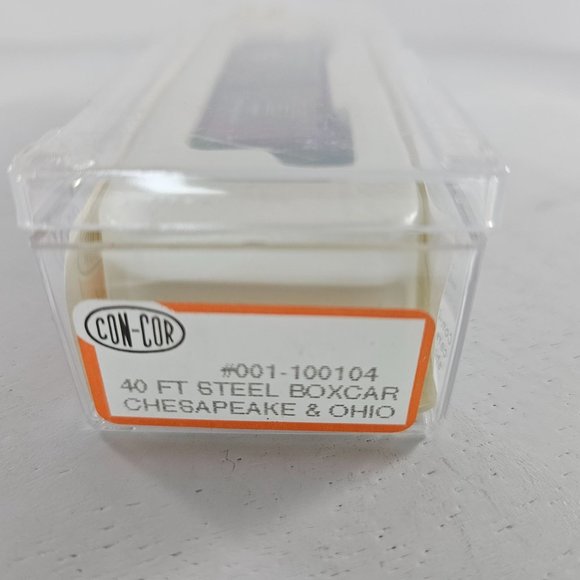 CON-COR
#001-100104
40 FT STEEL BOXCAR
CHESAPEAKE & OHIO